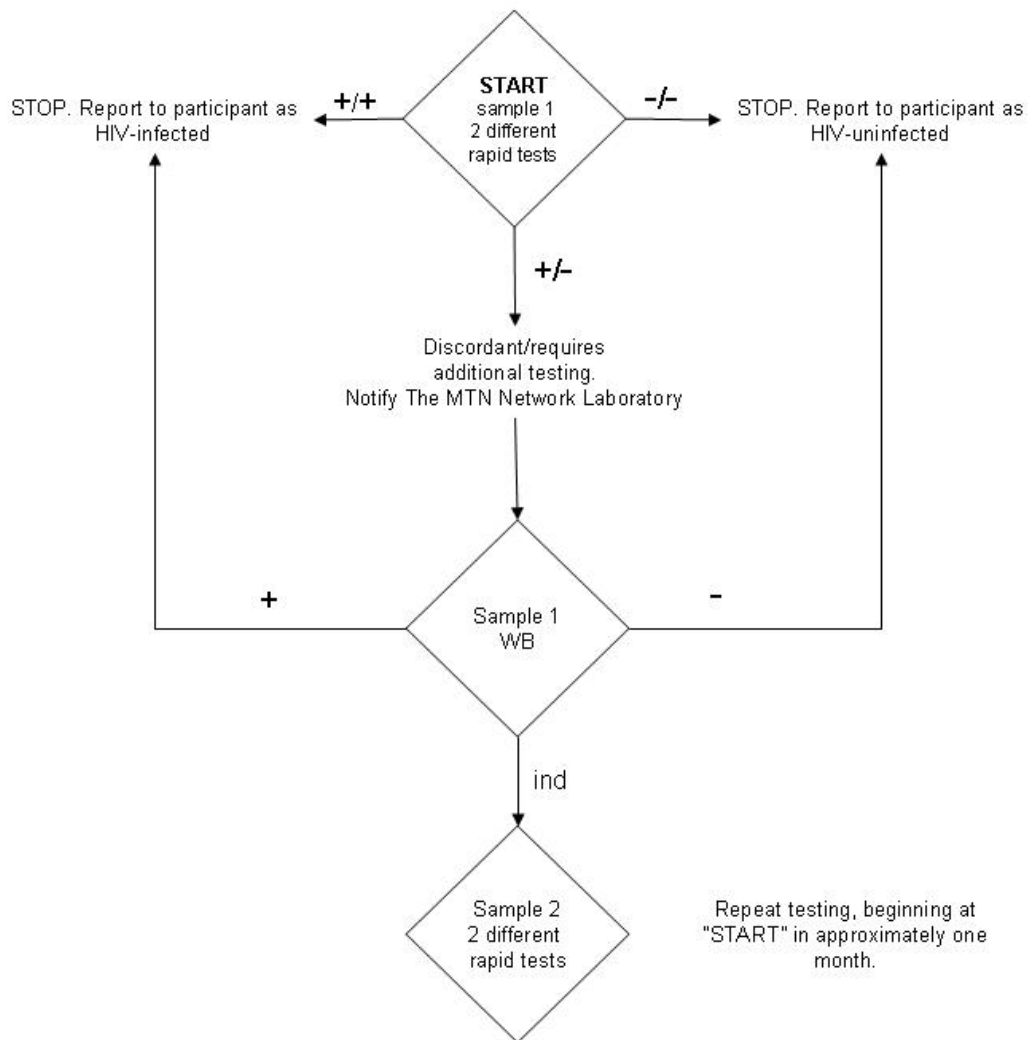 START
sample 1
2 different
rapid tests
+/+
-/-
STOP. Report to participant as
HIV-infected
STOP. Report to participant as
HIV-uninfected
+/-
Discordant/requires
additional testing.
Notify The MTN Network Laboratory
+
-
Sample 1
WB
ind
Sample 2
2 different
rapid tests
Repeat testing, beginning at
"START" in approximately one
month.